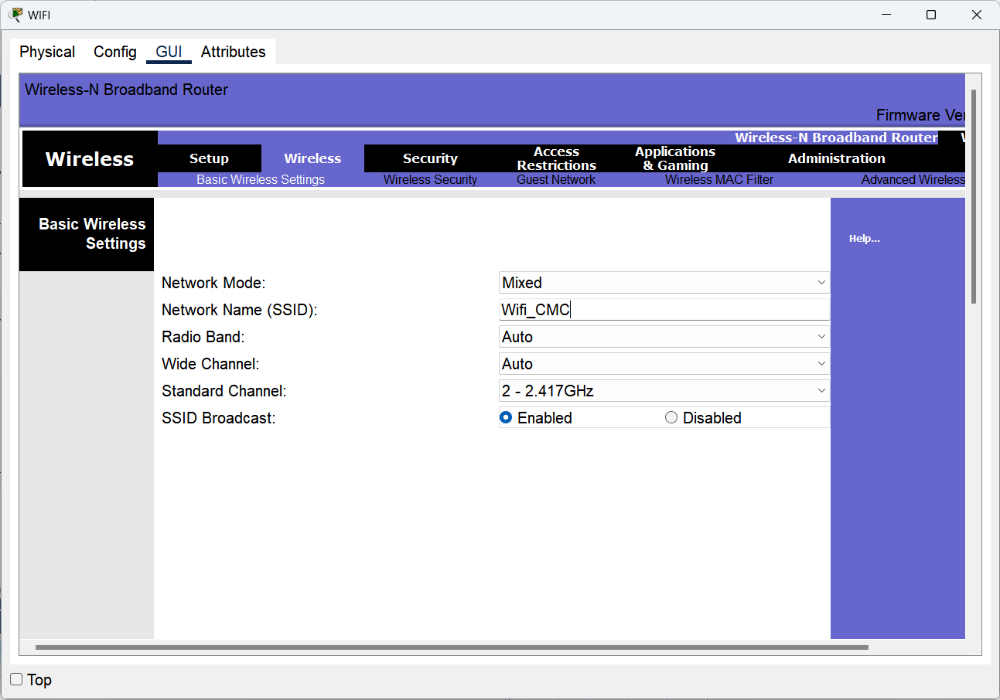 WIFI
Physical Config GUI Attributes
Wireless-N Broadband Router
Firmware Ver
Wireless-N Broadband Router
Wireless
Setup Wireless Security Access Restrictions Applications & Gaming Administration
Basic Wireless Settings Wireless Security Guest Network Wireless MAC Filter Advanced Wireless
Basic Wireless
Settings
Help...
Network Mode: Mixed
Network Name (SSID): Wifi_CMC
Radio Band: Auto
Wide Channel: Auto
Standard Channel: 2 - 2.417GHz
SSID Broadcast: Enabled Disabled
Top